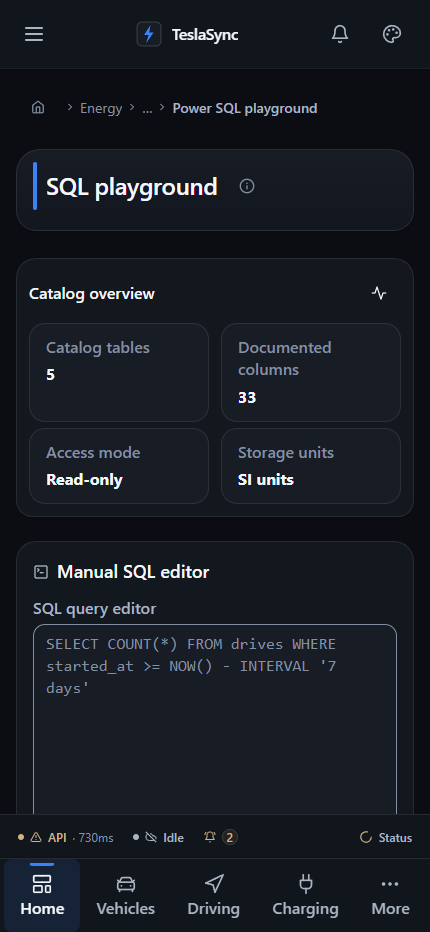 TeslaSync
Energy
...
Power SQL playground
SQL playground
Catalog overview
Catalog tables
5
Documented
columns
33
Access mode
Read-only
Storage units
SI units
Manual SQL editor
SQL query editor
SELECT COUNT(*) FROM drives WHERE
started_at >= NOW() - INTERVAL '7
days'
API · 730ms
Idle
2
Status
Home
Vehicles
Driving
Charging
More